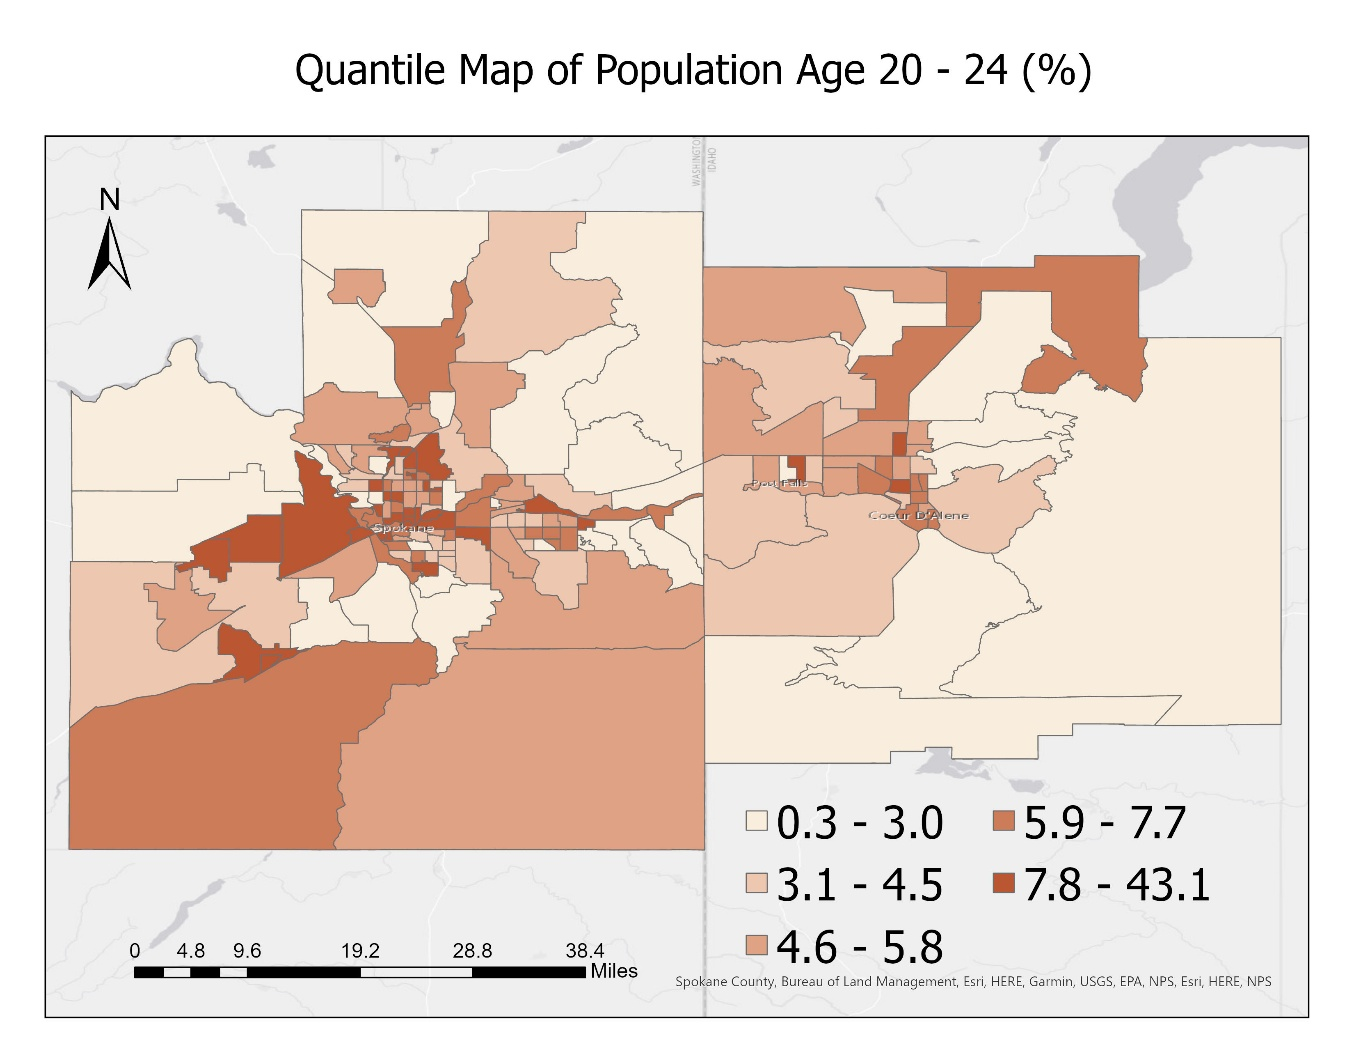 Quantile Map of Population Age 20 - 24 (%)
WASHINGTON
IDAHO
N
Post Falls
Spokane
Coeur D'Alene
0.3 - 3.0
5.9 - 7.7
3.1 - 4.5
7.8 - 43.1
4.6 - 5.8
0 4.8 9.6 19.2 28.8 38.4
Miles
Spokane County, Bureau of Land Management, Esri, HERE, Garmin, USGS, EPA, NPS, Esri, HERE, NPS